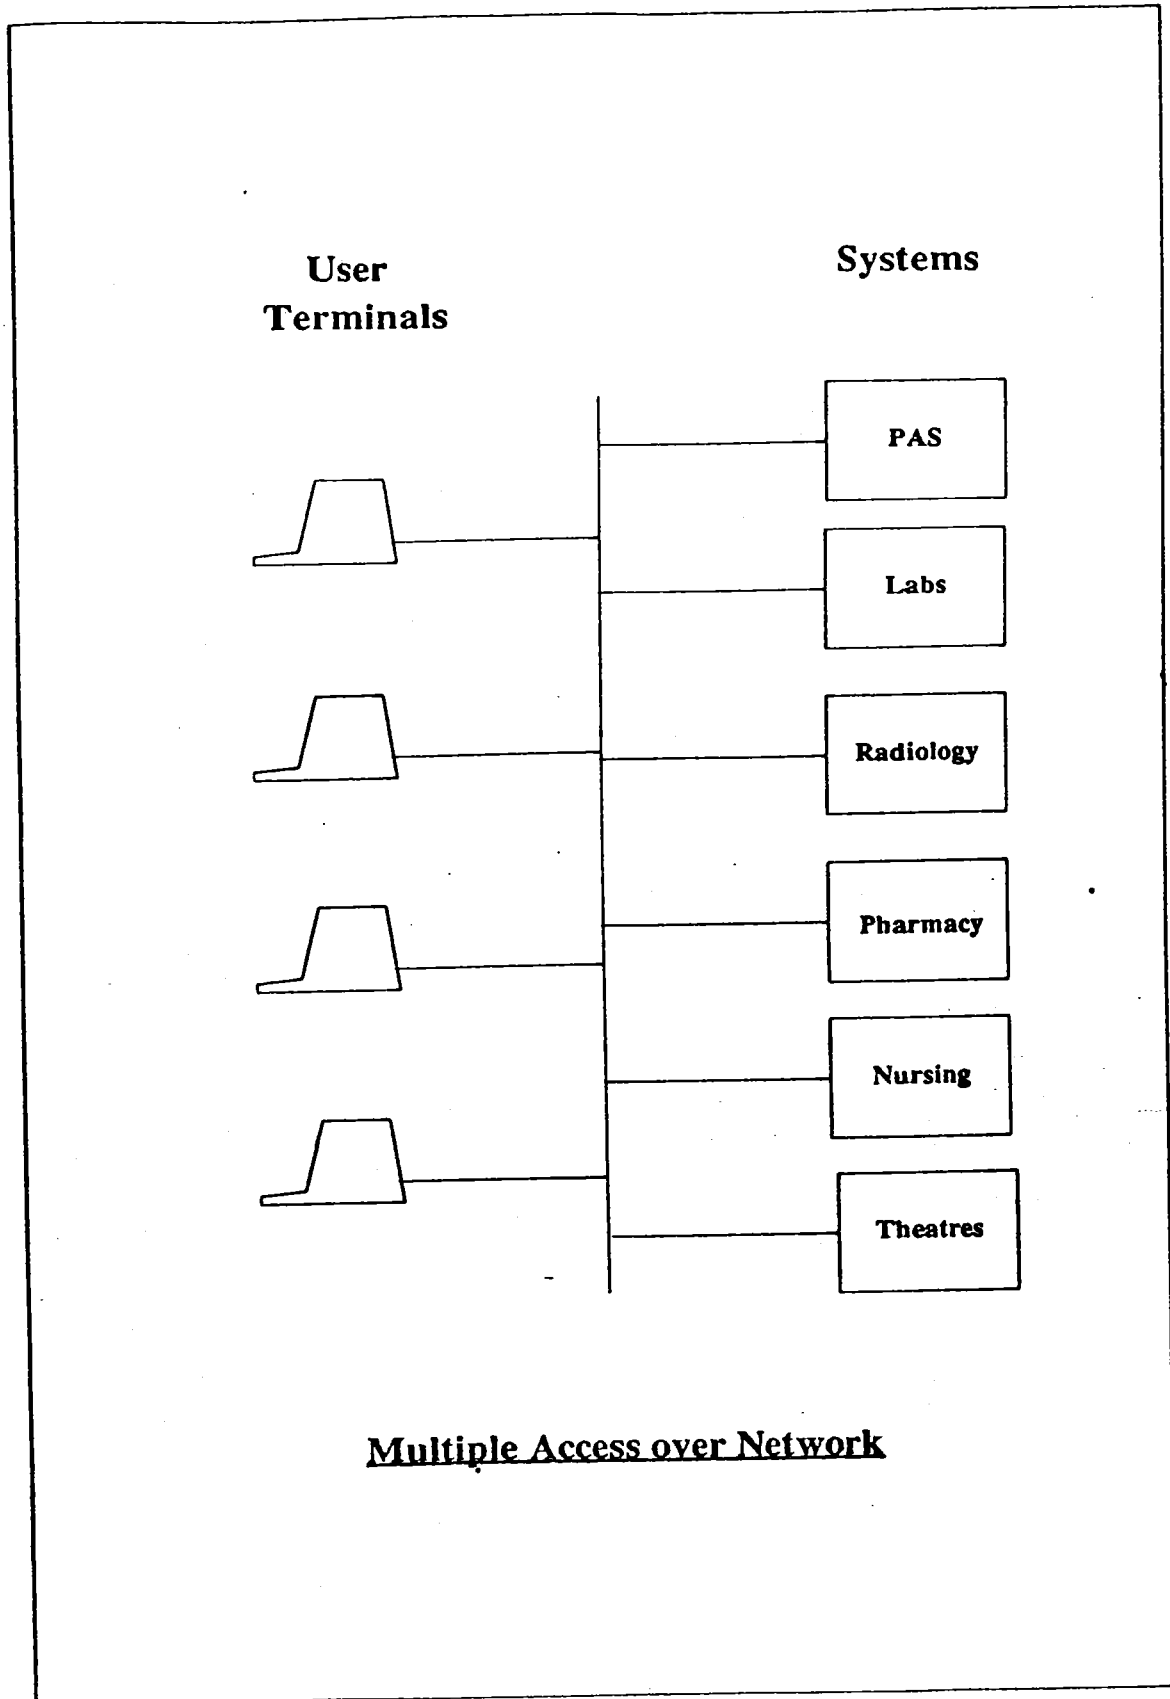 User
Terminals
Systems
PAS
Labs
Radiology
Pharmacy
Nursing
Theatres
Multiple Access over Network